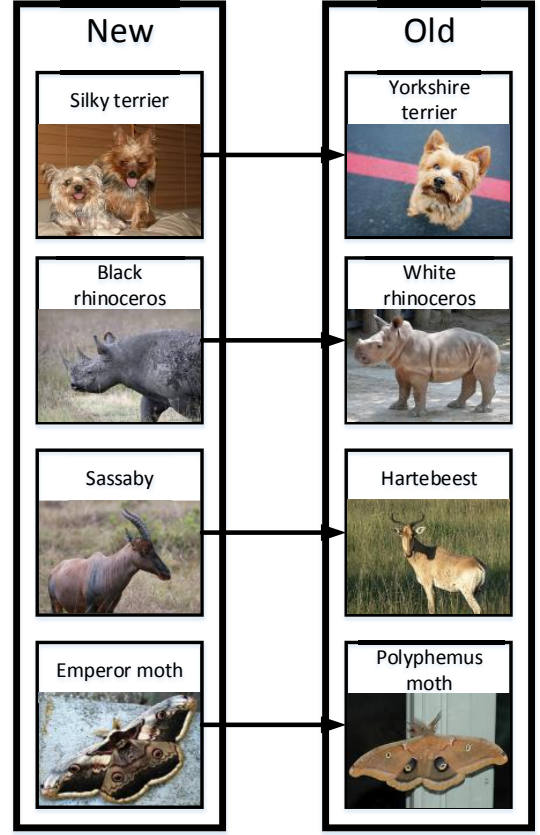 New
Old
Silky terrier
Yorkshire
terrier
Black
rhinoceros
White
rhinoceros
Sassaby
Hartebeest
Emperor moth
Polyphemus
moth